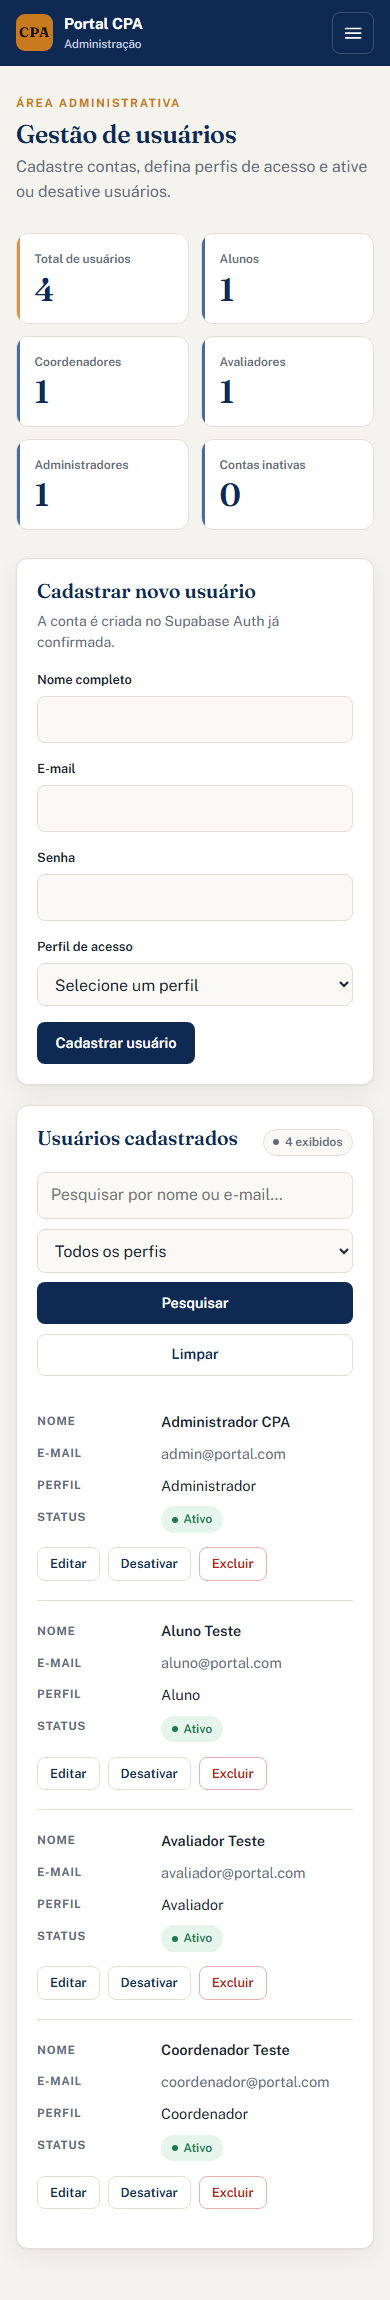 CPA
Portal CPA
Administração
ÁREA ADMINISTRATIVA
Gestão de usuários
Cadastre contas, defina perfis de acesso e ative
ou desative usuários.
Total de usuários
4
Alunos
1
Coordenadores
1
Avaliadores
1
Administradores
1
Contas inativas
0
Cadastrar novo usuário
A conta é criada no Supabase Auth já
confirmada.
Nome completo
E-mail
Senha
Perfil de acesso
Selecione um perfil
Cadastrar usuário
Usuários cadastrados
4 exibidos
Pesquisar por nome ou e-mail...
Todos os perfis
Pesquisar
Limpar
NOME Administrador CPA
E-MAIL admin@portal.com
PERFIL Administrador
STATUS Ativo
Editar Desativar Excluir
NOME Aluno Teste
E-MAIL aluno@portal.com
PERFIL Aluno
STATUS Ativo
Editar Desativar Excluir
NOME Avaliador Teste
E-MAIL avaliador@portal.com
PERFIL Avaliador
STATUS Ativo
Editar Desativar Excluir
NOME Coordenador Teste
E-MAIL coordenador@portal.com
PERFIL Coordenador
STATUS Ativo
Editar Desativar Excluir